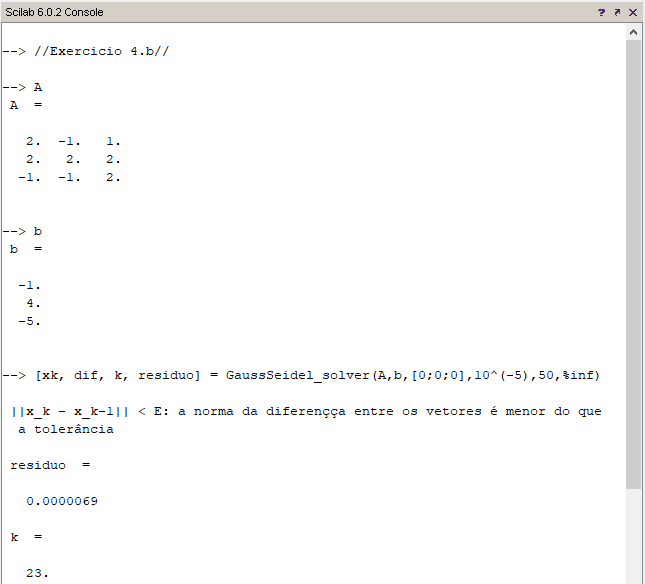 Scilab 6.0.2 Console
? ↗ ✕
--> //Exercicio 4.b//
--> A
A  =
2.  -1.   1.
2.   2.   2.
-1.  -1.   2.
--> b
b  =
-1.
4.
-5.
--> [xk, dif, k, residuo] = GaussSeidel_solver(A,b,[0;0;0],10^(-5),50,%inf)
||x_k - x_k-1|| < E: a norma da diferençça entre os vetores é menor do que
a tolerância
residuo  =
0.0000069
k  =
23.